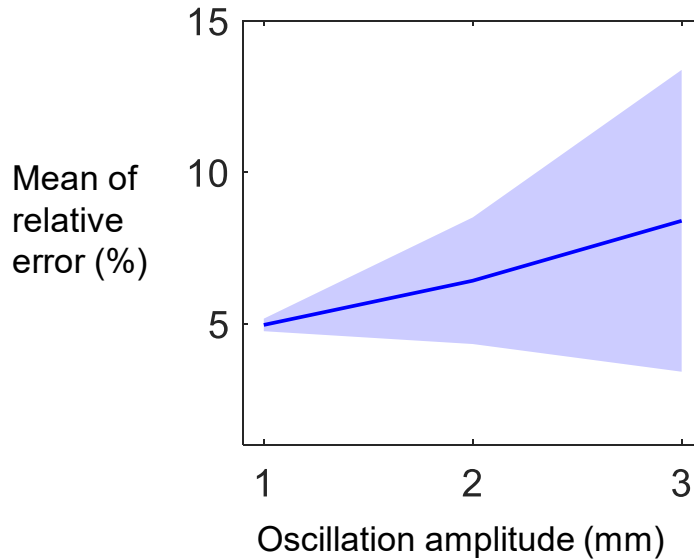 15
10
5
Mean of
relative
error (%)
1 2 3
Oscillation amplitude (mm)